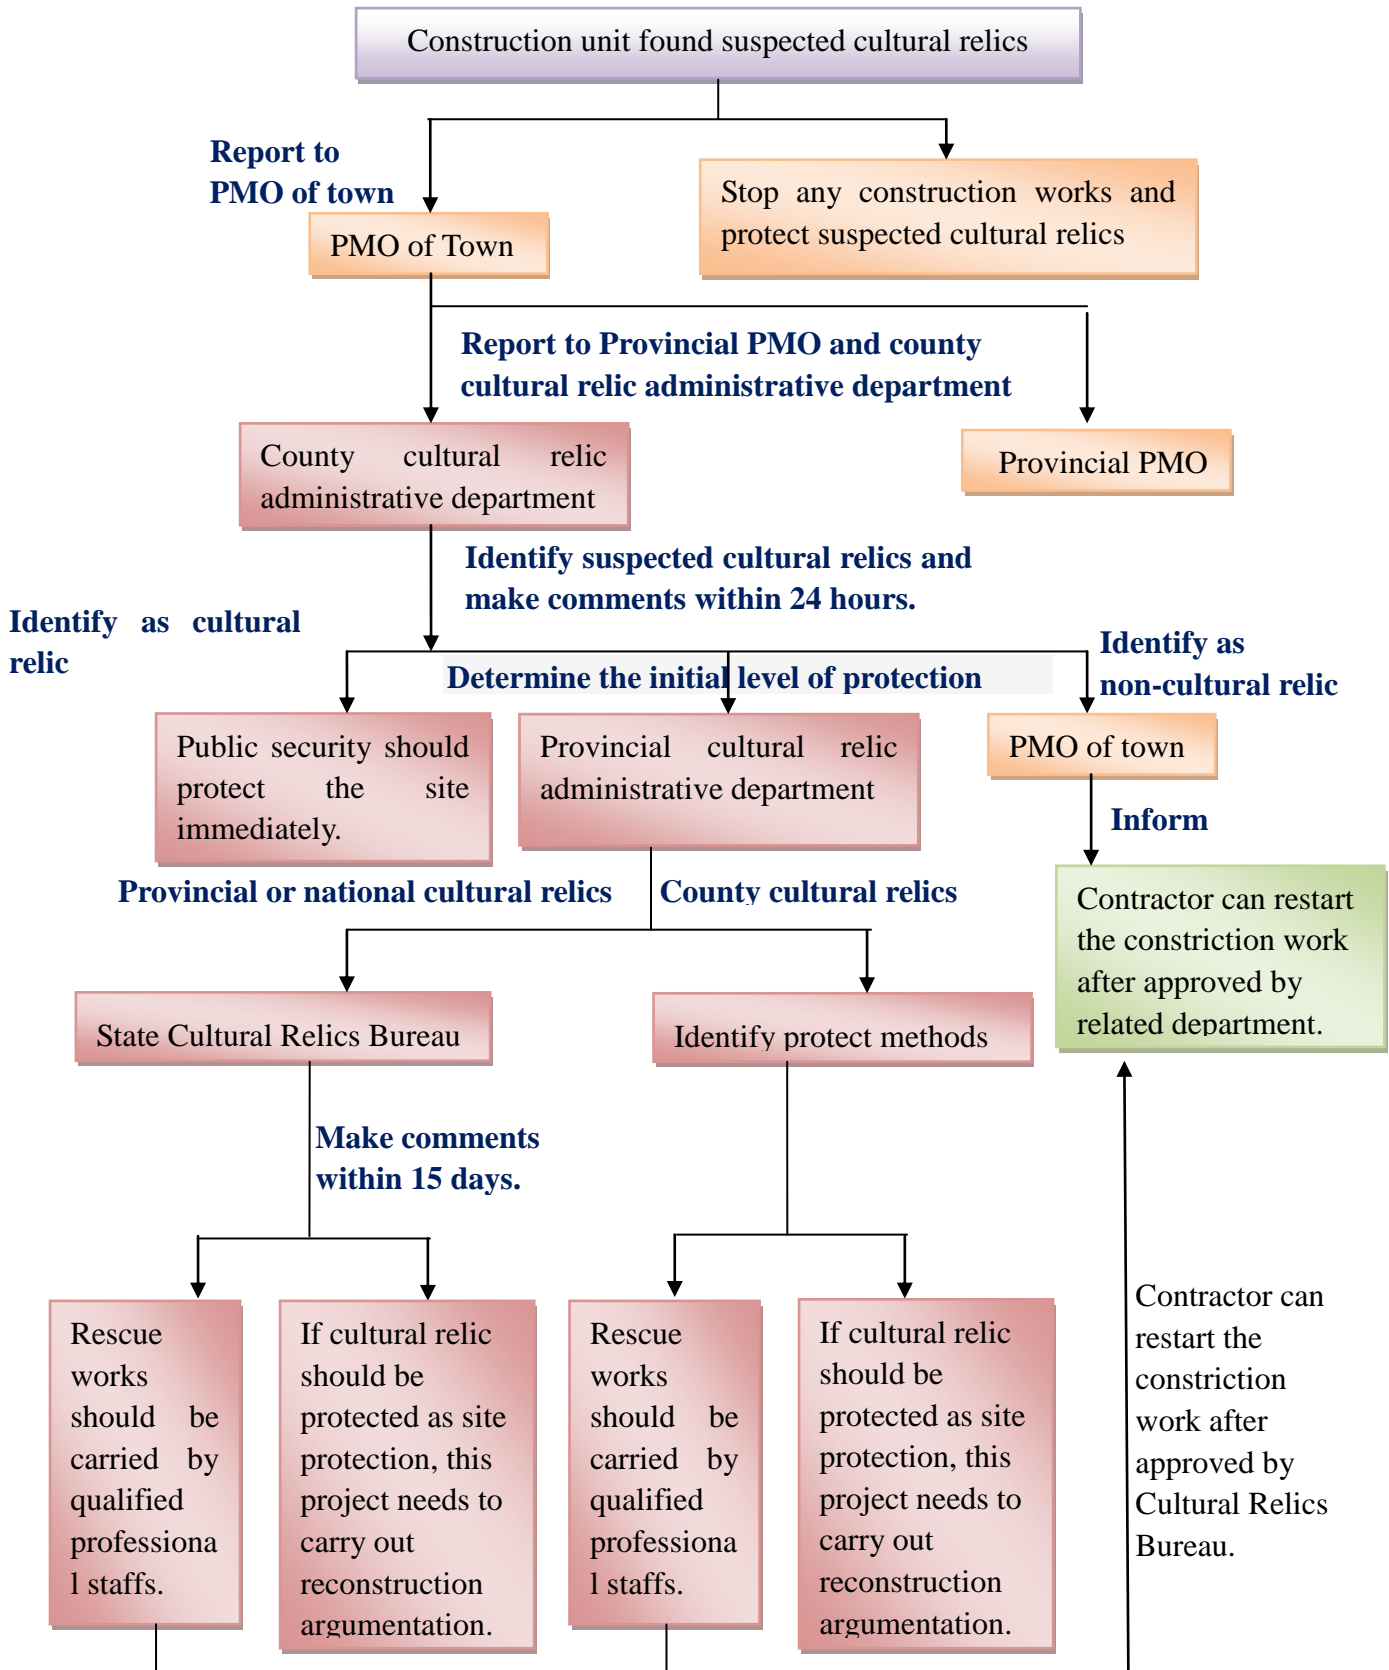 Construction unit found suspected cultural relics
Report to
PMO of town
Stop any construction works and
protect suspected cultural relics
PMO of Town
Report to Provincial PMO and county
cultural relic administrative department
County cultural relic
administrative department
Provincial PMO
Identify suspected cultural relics and
make comments within 24 hours.
Identify as cultural
relic
Determine the initial level of protection
Identify as
non-cultural relic
Public security should
protect the site
immediately.
Provincial cultural relic
administrative department
PMO of town
Inform
Provincial or national cultural relics
County cultural relics
Contractor can restart
the constriction work
after approved by
related department.
State Cultural Relics Bureau
Identify protect methods
Make comments
within 15 days.
Rescue
works
should be
carried by
qualified
professiona
l staffs.
If cultural relic
should be
protected as site
protection, this
project needs to
carry out
reconstruction
argumentation.
Rescue
works
should be
carried by
qualified
professiona
l staffs.
If cultural relic
should be
protected as site
protection, this
project needs to
carry out
reconstruction
argumentation.
Contractor can
restart the
constriction
work after
approved by
Cultural Relics
Bureau.